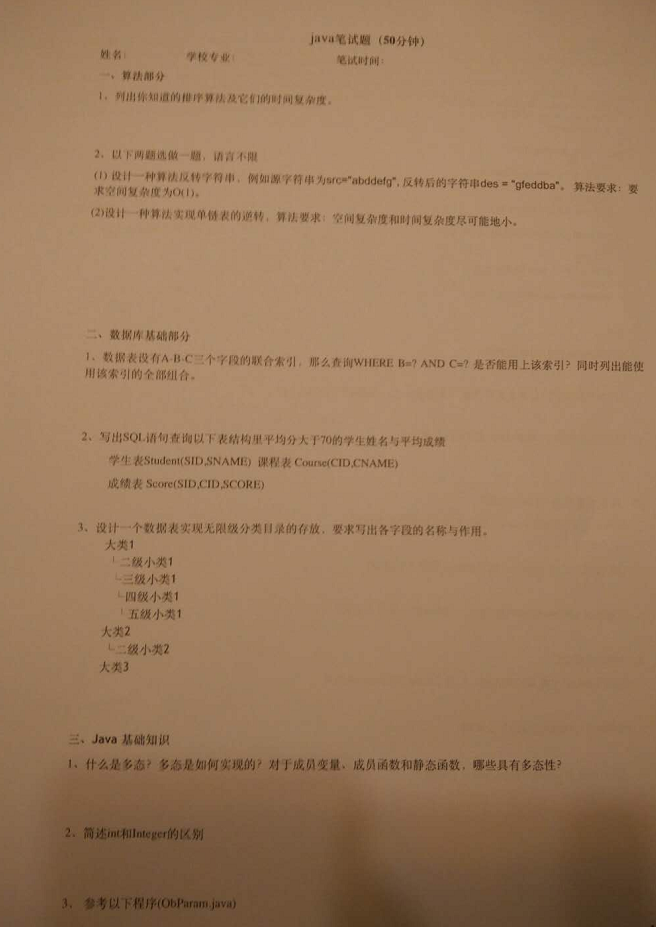 java笔试题（50分钟）
姓名： 学校专业： 笔试时间：
一、算法部分
1、列出你知道的排序算法及它们的时间复杂度。
2、以下两题选做一题，语言不限
(1) 设计一种算法反转字符串，例如源字符串为src="abddefg", 反转后的字符串des = "gfeddba"。 算法要求：要
求空间复杂度为O(1)。
(2)设计一种算法实现单链表的逆转，算法要求：空间复杂度和时间复杂度尽可能地小。
二、数据库基础部分
1、数据表设有A-B-C三个字段的联合索引，那么查询WHERE B=? AND C=? 是否能用上该索引？同时列出能使
用该索引的全部组合。
2、写出SQL语句查询以下表结构里平均分大于70的学生姓名与平均成绩
学生表Student(SID,SNAME) 课程表 Course(CID,CNAME)
成绩表 Score(SID,CID,SCORE)
3、设计一个数据表实现无限级分类目录的存放，要求写出各字段的名称与作用。
大类1
└二级小类1
└三级小类1
└四级小类1
└五级小类1
大类2
└二级小类2
大类3
三、Java 基础知识
1、什么是多态？多态是如何实现的？对于成员变量、成员函数和静态函数，哪些具有多态性？
2、简述int和Integer的区别
3、参考以下程序(ObParam.java)